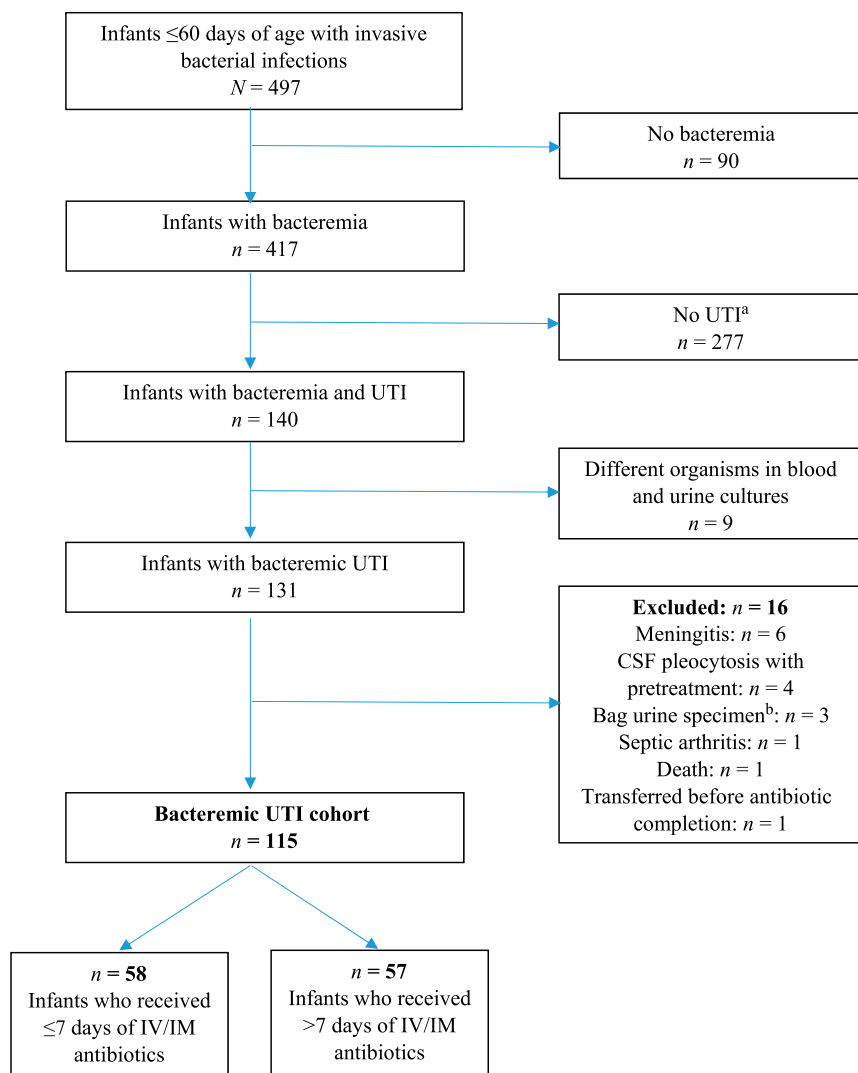 Infants ≤60 days of age with invasive
bacterial infections
N = 497
No bacteremia
n = 90
Infants with bacteremia
n = 417
No UTIᵃ
n = 277
Infants with bacteremia and UTI
n = 140
Different organisms in blood
and urine cultures
n = 9
Infants with bacteremic UTI
n = 131
Excluded: n = 16
Meningitis: n = 6
CSF pleocytosis with
pretreatment: n = 4
Bag urine specimenᵇ: n = 3
Septic arthritis: n = 1
Death: n = 1
Transferred before antibiotic
completion: n = 1
Bacteremic UTI cohort
n = 115
n = 58
Infants who received
≤7 days of IV/IM
antibiotics
n = 57
Infants who received
>7 days of IV/IM
antibiotics